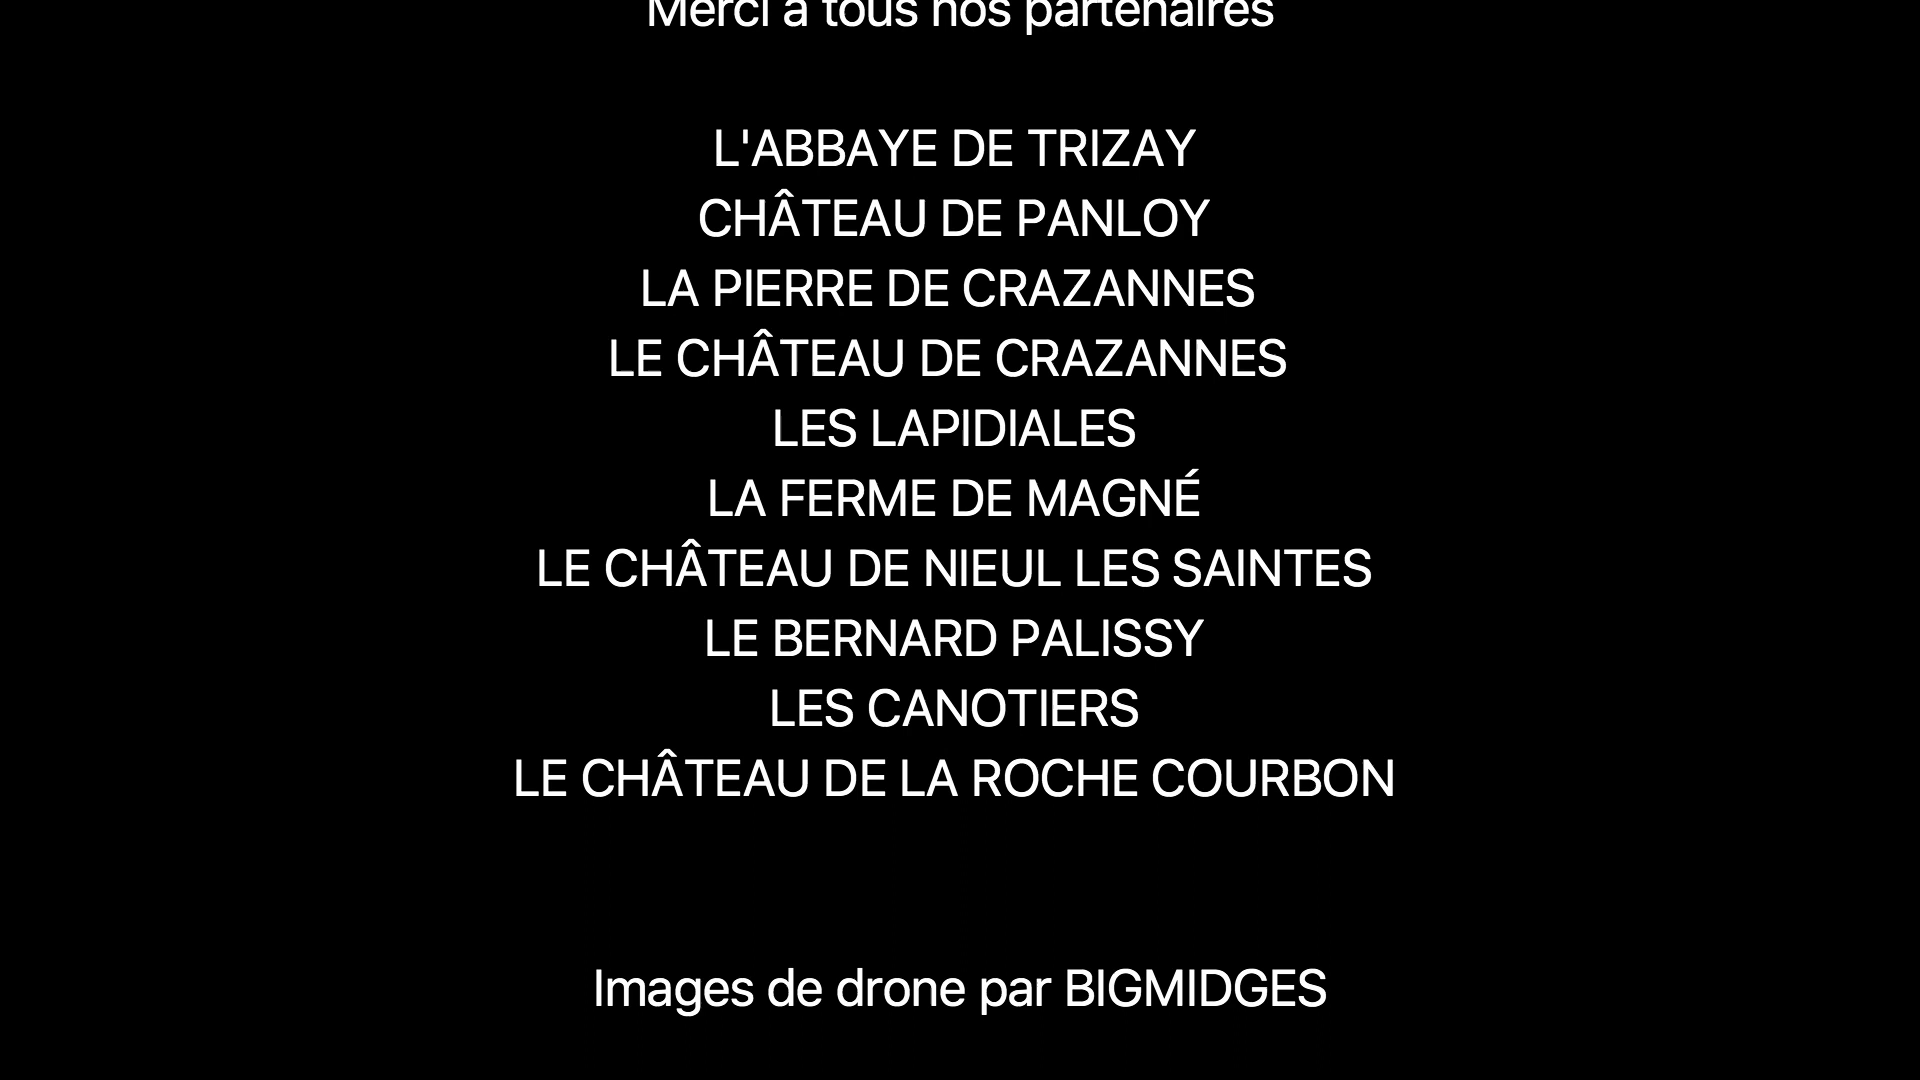 Merci à tous nos partenaires
L'ABBAYE DE TRIZAY
CHÂTEAU DE PANLOY
LA PIERRE DE CRAZANNES
LE CHÂTEAU DE CRAZANNES
LES LAPIDIALES
LA FERME DE MAGNÉ
LE CHÂTEAU DE NIEUL LES SAINTES
LE BERNARD PALISSY
LES CANOTIERS
LE CHÂTEAU DE LA ROCHE COURBON
Images de drone par BIGMIDGES